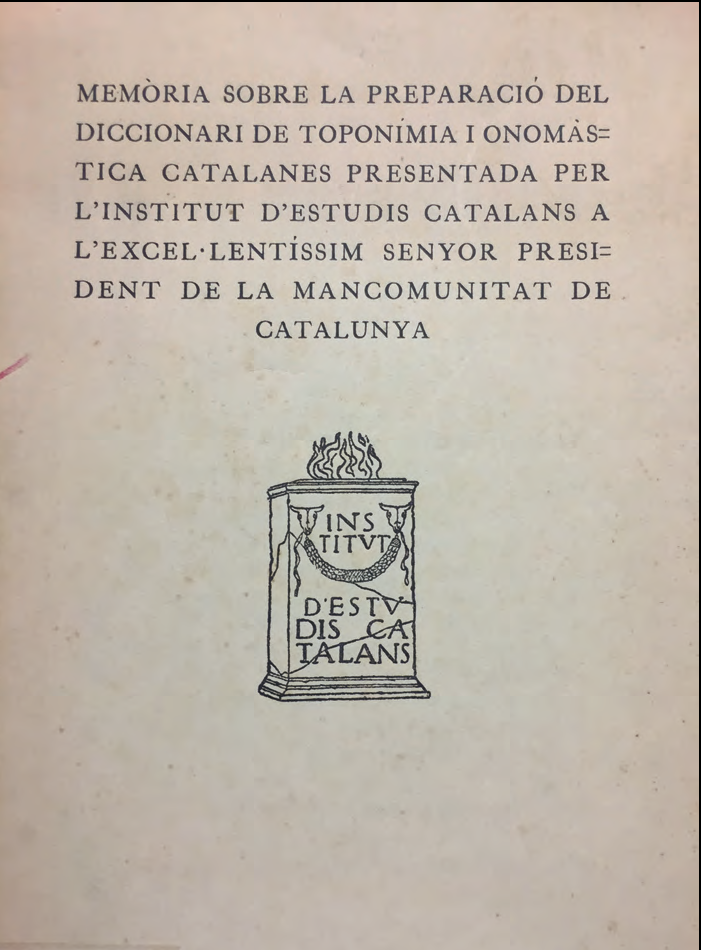 MEMÒRIA SOBRE LA PREPARACIÓ DEL
DICCIONARI DE TOPONÍMIA I ONOMÀS=
TICA CATALANES PRESENTADA PER
L'INSTITUT D'ESTUDIS CATALANS A
L'EXCEL·LENTÍSSIM SENYOR PRESI=
DENT DE LA MANCOMUNITAT DE
CATALUNYA
INS
TITVT
D'ESTV
DIS CA
TALANS